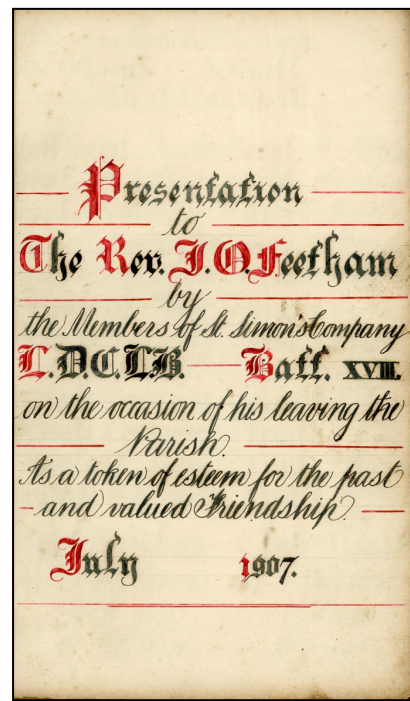 Presentation
to
The Rev. J. O. Feetham
by
the Members of St. Simon's Company
L.D.C.L.B. Batt. XVIII.
on the occasion of his leaving the
Parish.
As a token of esteem for the past
and valued Friendship.
July 1907.